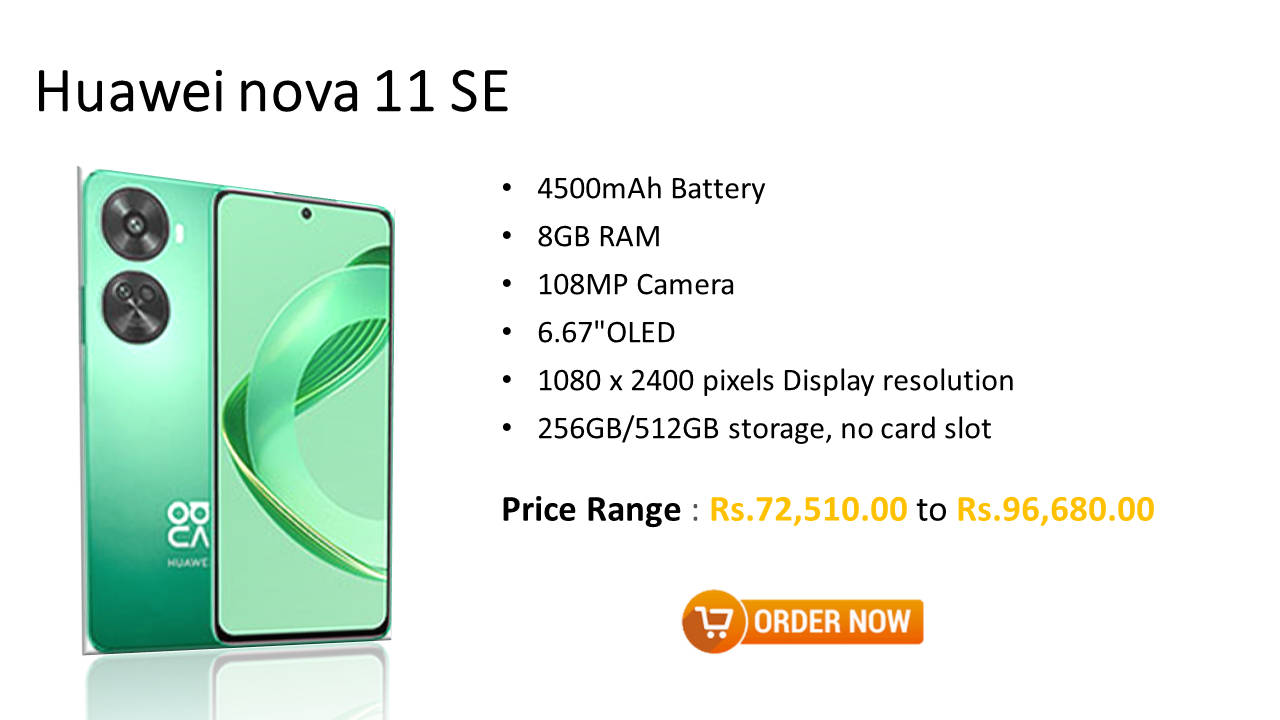 Huawei nova 11 SE
• 4500mAh Battery
• 8GB RAM
• 108MP Camera
• 6.67"OLED
• 1080 x 2400 pixels Display resolution
• 256GB/512GB storage, no card slot
Price Range : Rs.72,510.00 to Rs.96,680.00
HUAWE
ORDER NOW